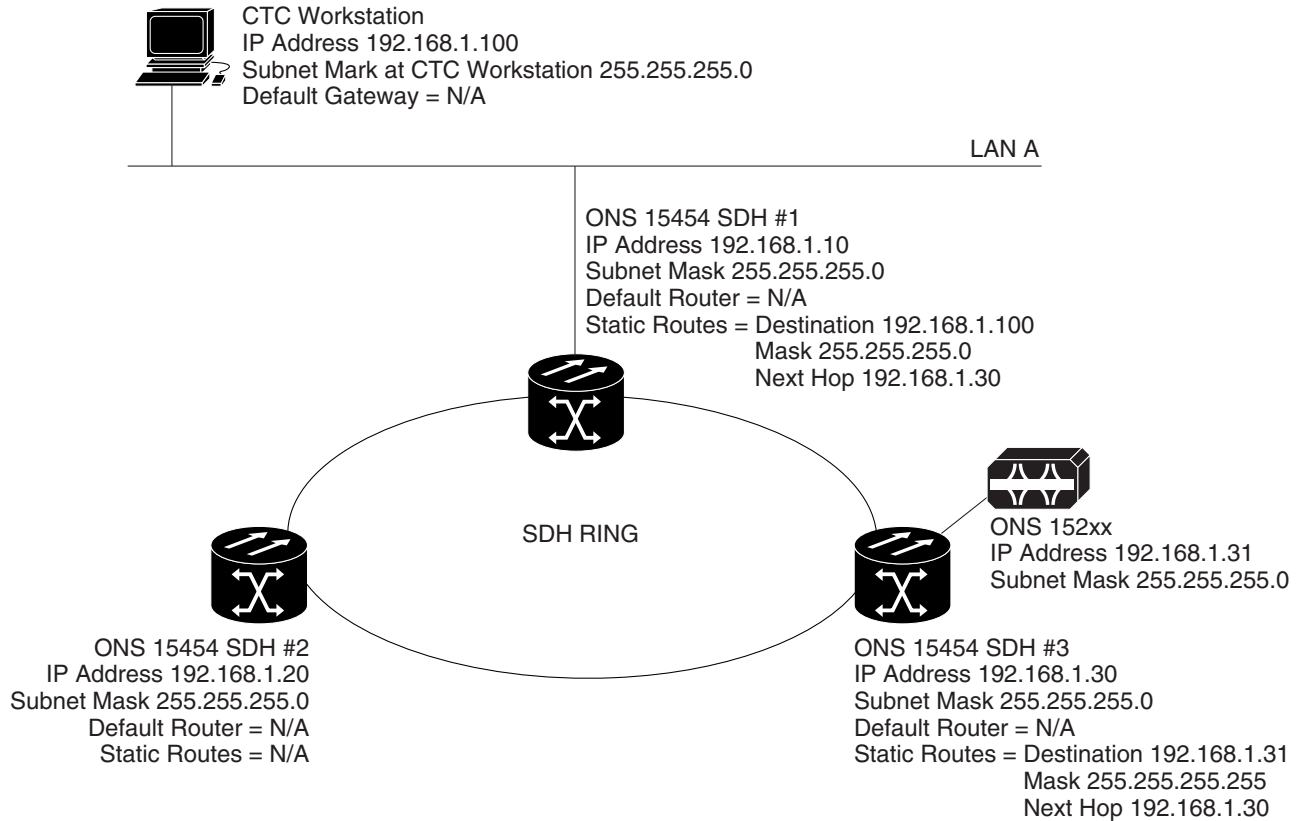 CTC Workstation
IP Address 192.168.1.100
Subnet Mark at CTC Workstation 255.255.255.0
Default Gateway = N/A
LAN A
ONS 15454 SDH #1
IP Address 192.168.1.10
Subnet Mask 255.255.255.0
Default Router = N/A
Static Routes = Destination 192.168.1.100
Mask 255.255.255.0
Next Hop 192.168.1.30
ONS 152xx
IP Address 192.168.1.31
Subnet Mask 255.255.255.0
SDH RING
ONS 15454 SDH #2
IP Address 192.168.1.20
Subnet Mask 255.255.255.0
Default Router = N/A
Static Routes = N/A
ONS 15454 SDH #3
IP Address 192.168.1.30
Subnet Mask 255.255.255.0
Default Router = N/A
Static Routes = Destination 192.168.1.31
Mask 255.255.255.255
Next Hop 192.168.1.30